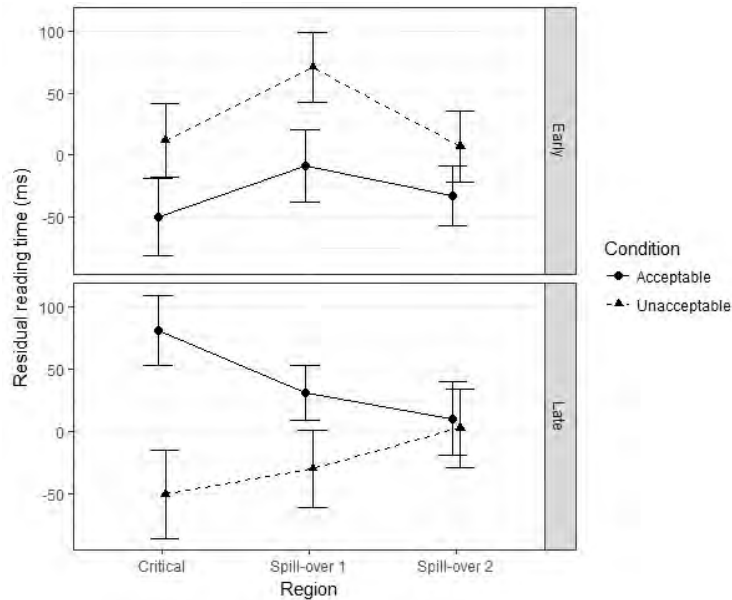 Residual reading time (ms)
100
50
0
-50
Early
100
50
0
-50
Late
Critical
Spill-over 1
Spill-over 2
Region
Condition
Acceptable
Unacceptable